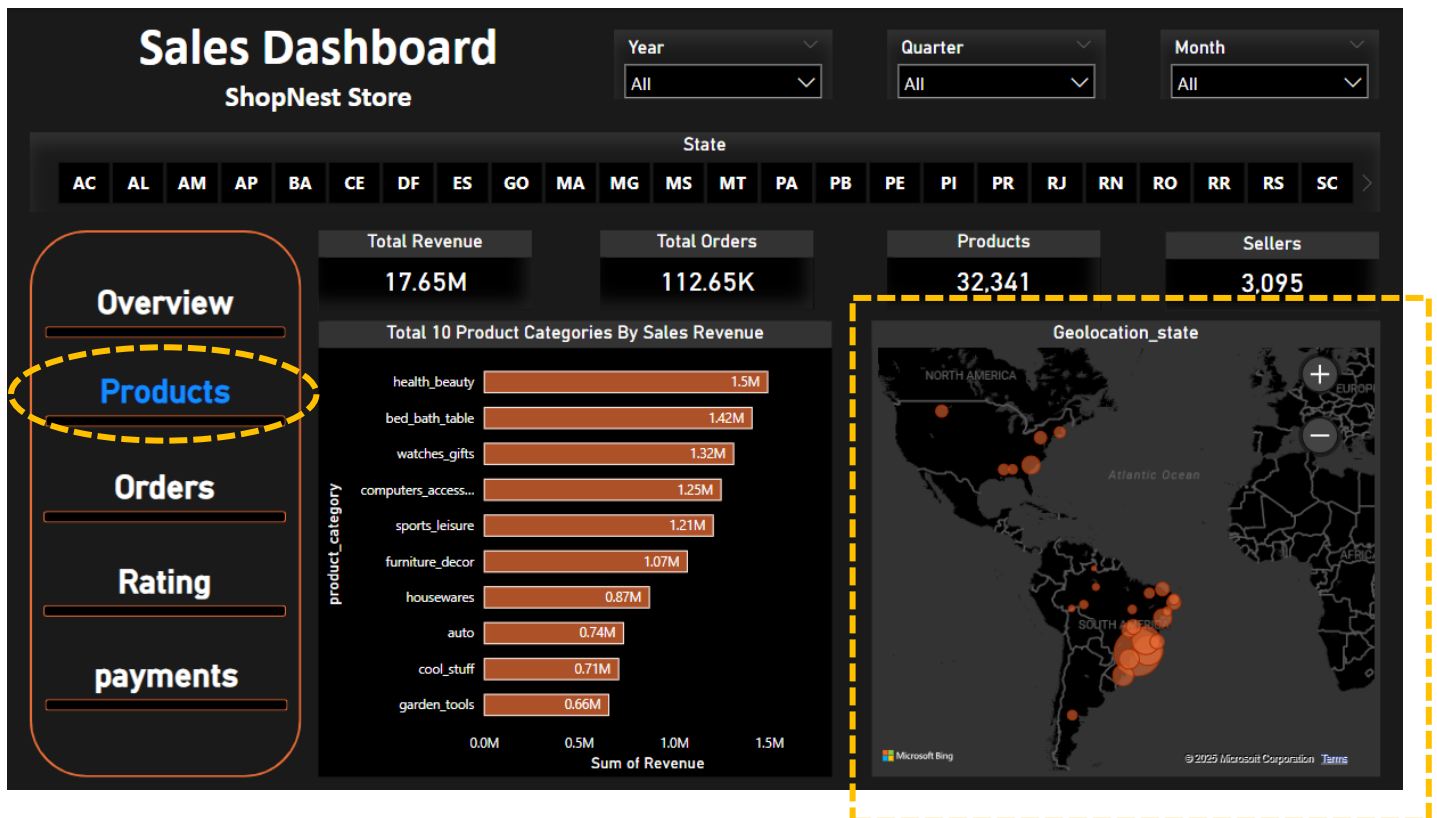 Sales Dashboard
ShopNest Store
Year
All
Quarter
All
Month
All
State
AC AL AM AP BA CE DF ES GO MA MG MS MT PA PB PE PI PR RJ RN RO RR RS SC
Overview
Products
Orders
Rating
payments
Total Revenue
17.65M
Total Orders
112.65K
Products
32,341
Sellers
3,095
Total 10 Product Categories By Sales Revenue
product_category
health_beauty 1.5M
bed_bath_table 1.42M
watches_gifts 1.32M
computers_access... 1.25M
sports_leisure 1.21M
furniture_decor 1.07M
housewares 0.87M
auto 0.74M
cool_stuff 0.71M
garden_tools 0.66M
0.0M 0.5M 1.0M 1.5M
Sum of Revenue
Geolocation_state
NORTH AMERICA
EUROP
Atlantic Ocean
AFRIC
SOUTH AMERICA
Microsoft Bing
© 2025 Microsoft Corporation Terms